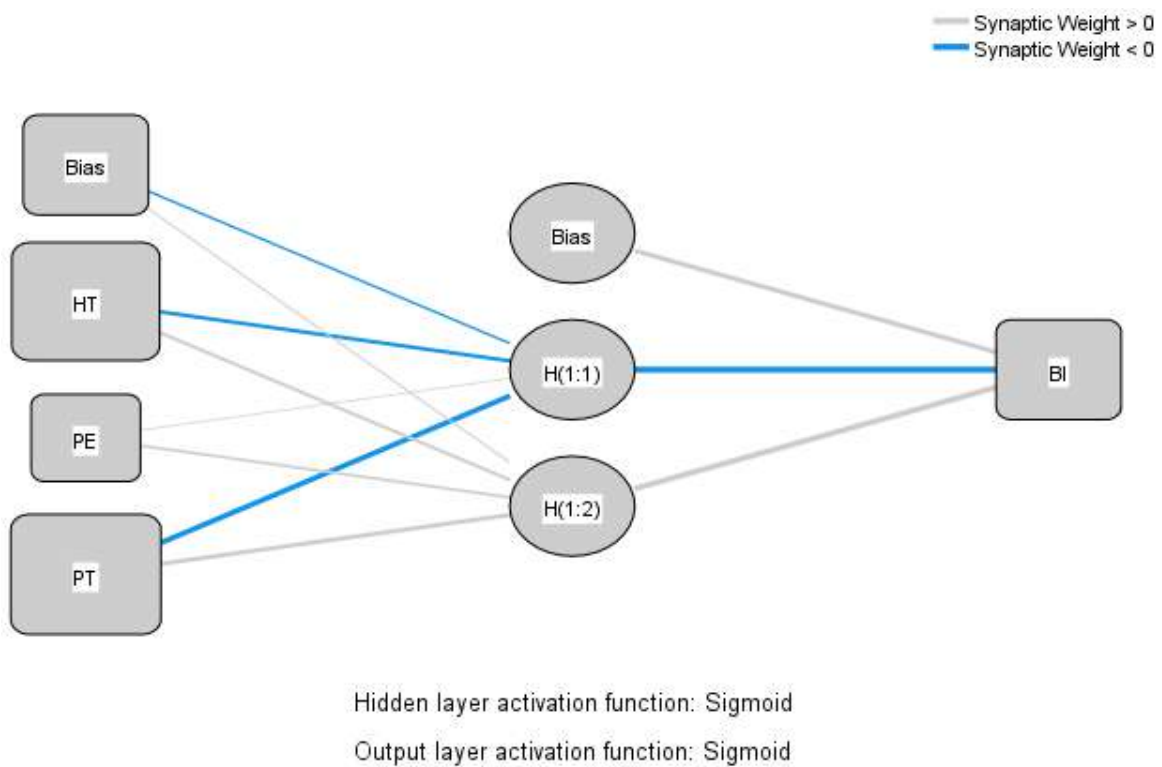 Synaptic Weight > 0
Synaptic Weight < 0
Bias
HT
PE
PT
Bias
H(1:1)
H(1:2)
BI
Hidden layer activation function: Sigmoid
Output layer activation function: Sigmoid